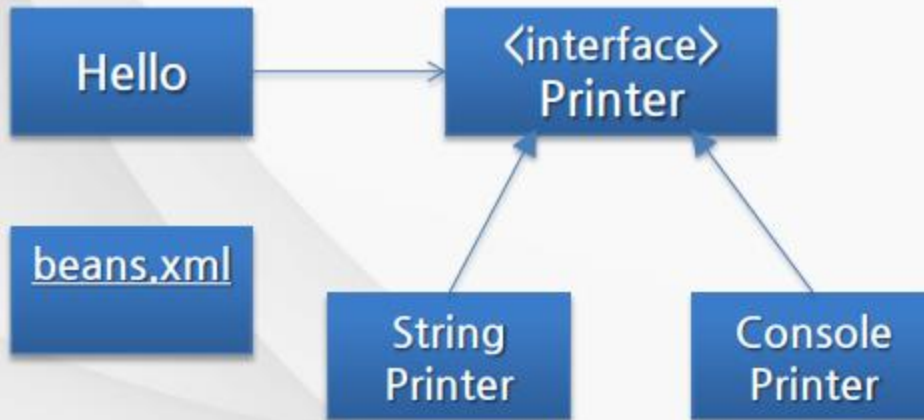 Hello
<interface>
Printer
beans.xml
String
Printer
Console
Printer